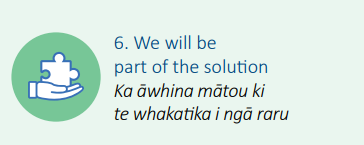 6. We will be
part of the solution
Ka āwhina mātou ki
te whakatika i ngā raru